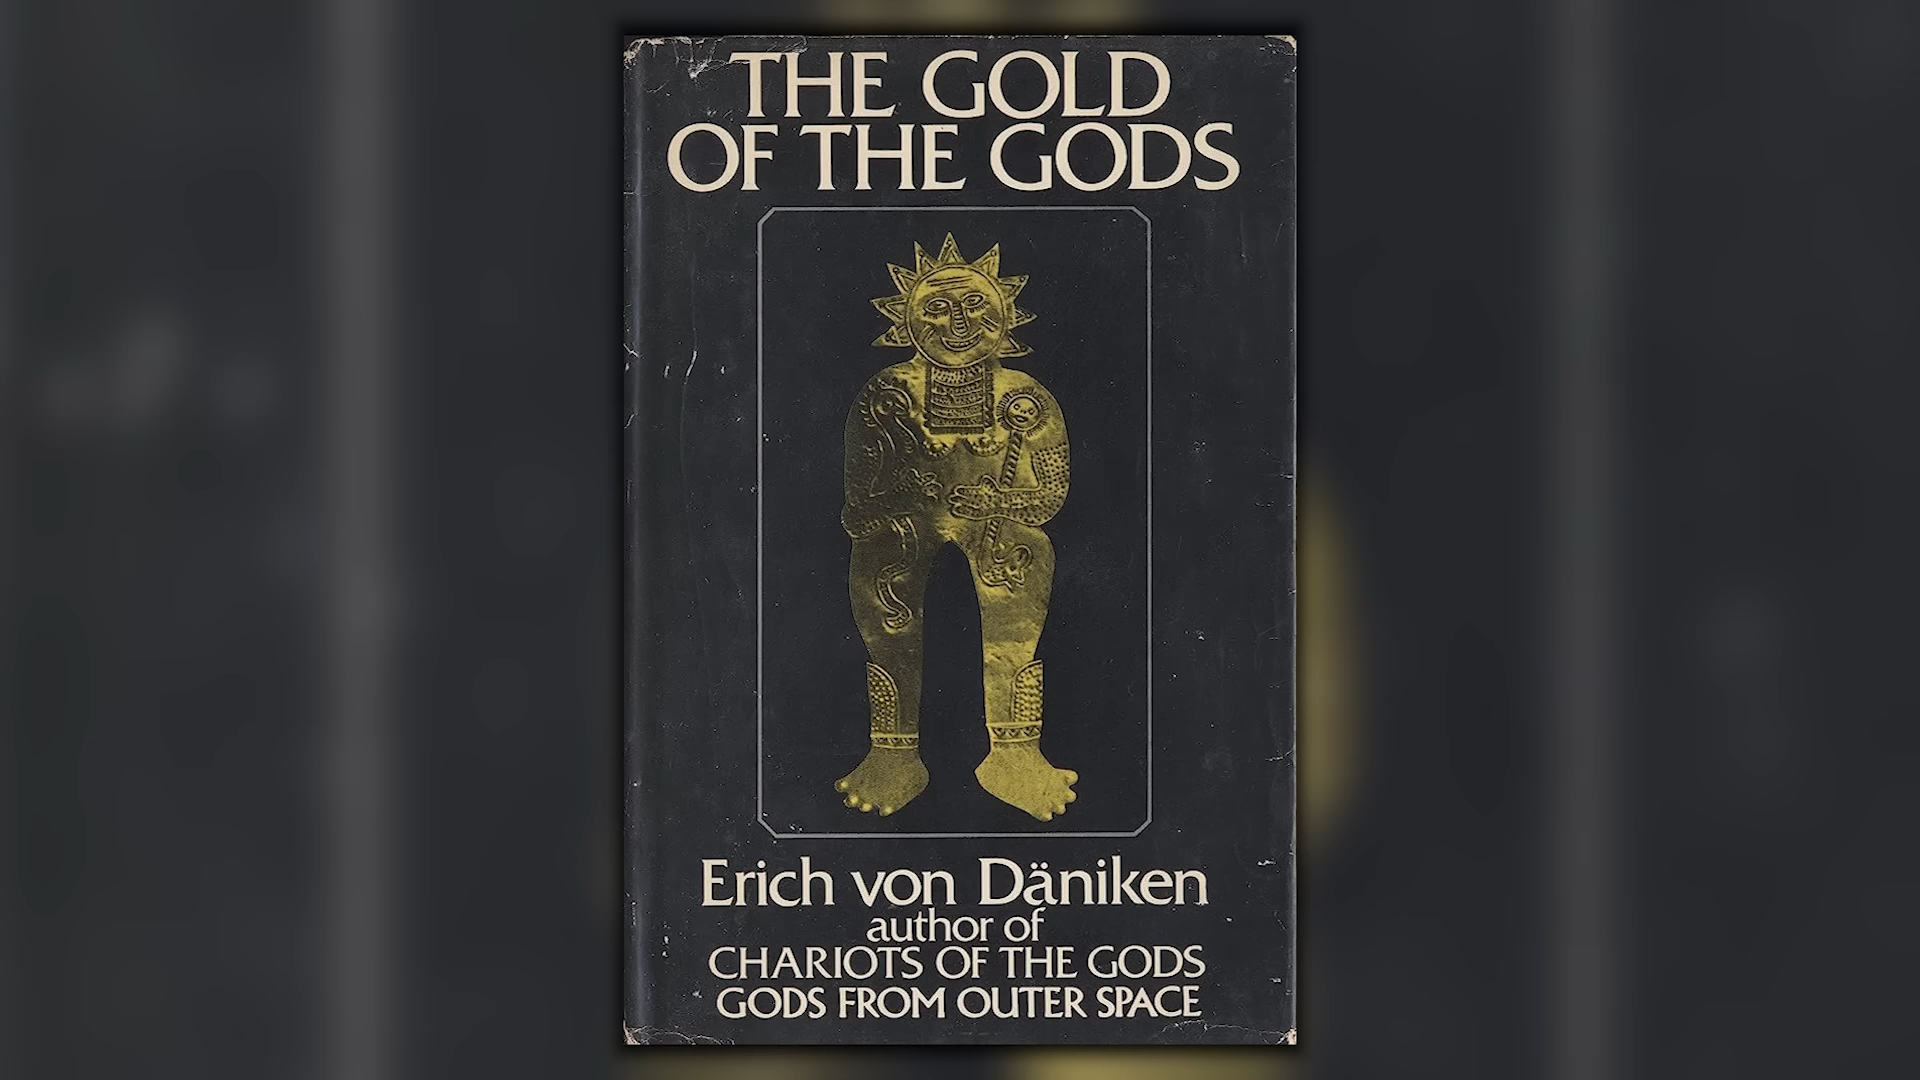 THE GOLD
OF THE GODS
Erich von Däniken
author of
CHARIOTS OF THE GODS
GODS FROM OUTER SPACE